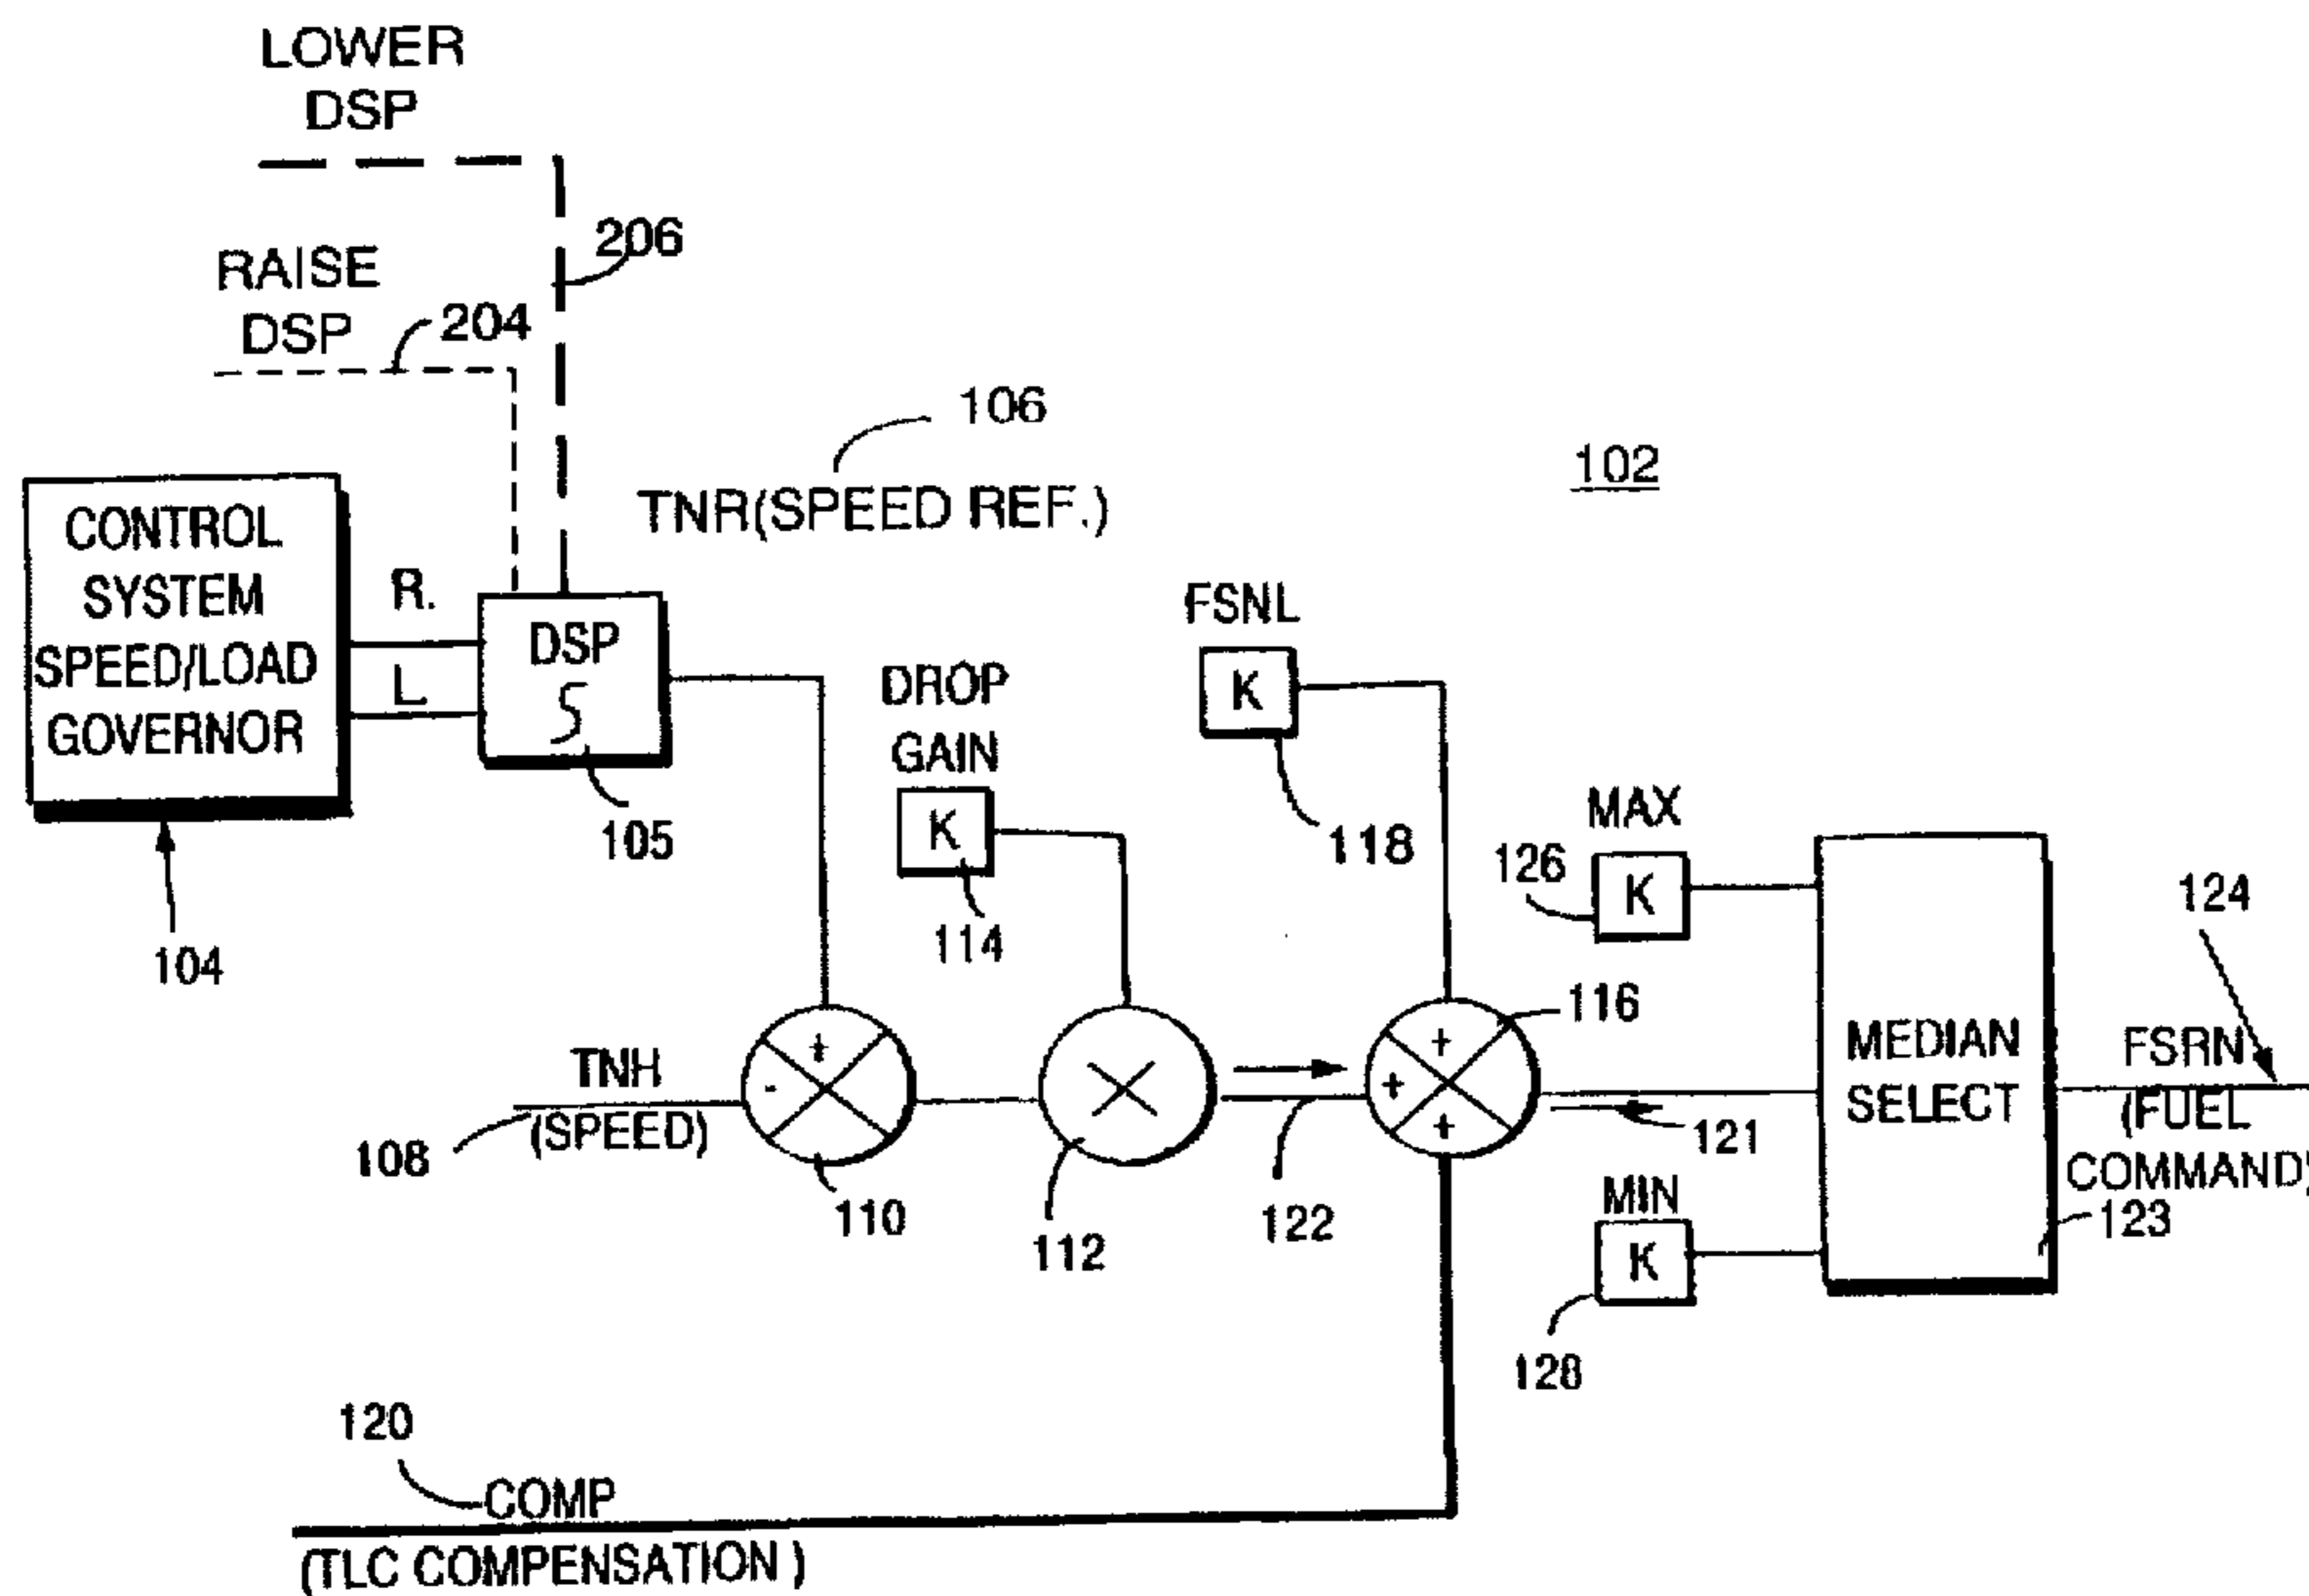 LOWER
DSP
206
RAISE
DSP
204
106
TNR(SPEED REF.)
102
CONTROL
SYSTEM
SPEED/LOAD
GOVERNOR
R.
L.
DSP
105
104
DROP
GAIN
K
114
FSNL
K
118
MAX
126
K
124
116
TNH
(SPEED)
108
-
+
110
×
112
122
+
+
+
121
MEDIAN
SELECT
FSRN
(FUEL
COMMAND)
123
MIN
K
128
120
COMP
(TLC COMPENSATION)